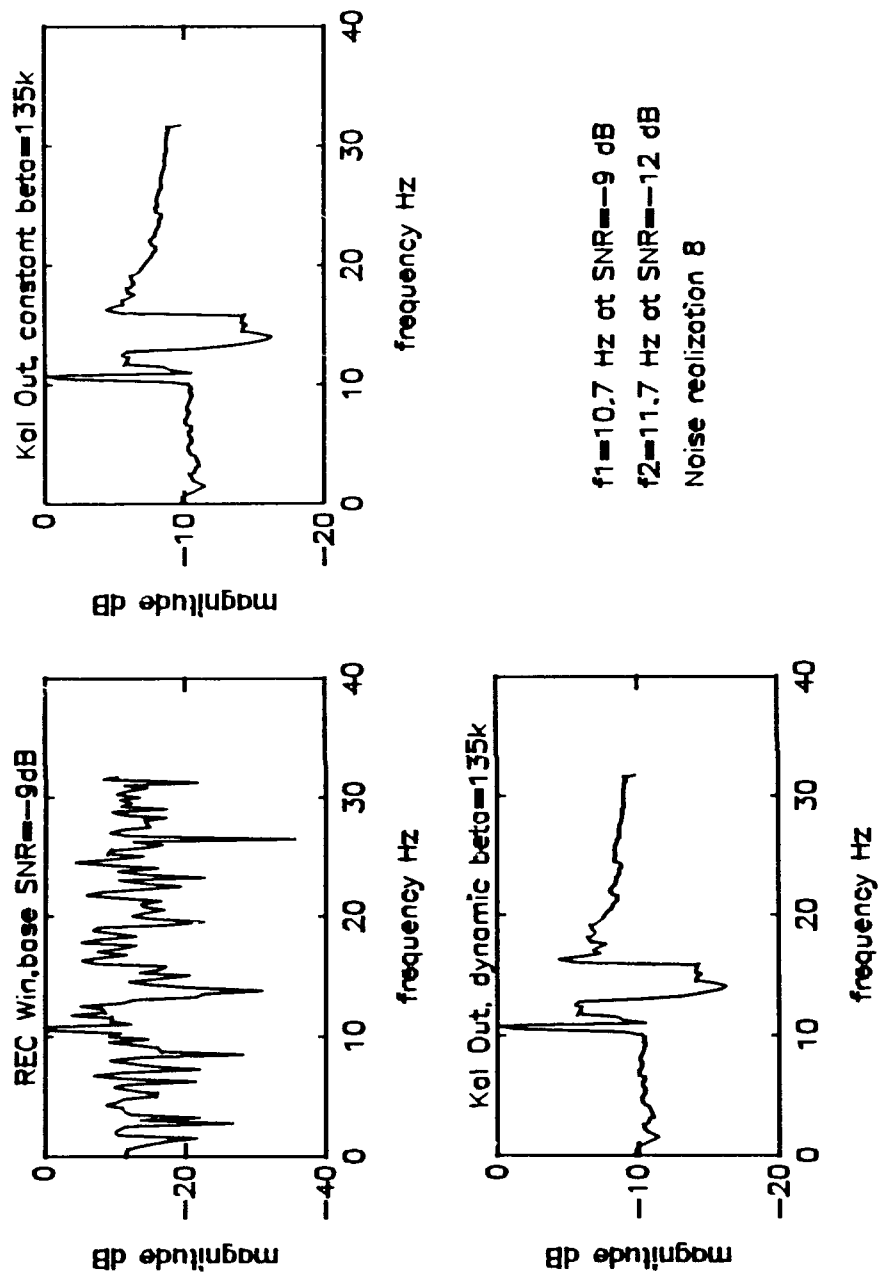 REC Win,base SNR=-9dB
0
-20
-40
magnitude dB
0
10
20
30
40
frequency Hz
Kal Out, constant beta=135k
0
-10
-20
magnitude dB
0
10
20
30
40
frequency Hz
Kal Out, dynamic beta=135k
0
-10
-20
magnitude dB
0
10
20
30
40
frequency Hz
f1=10.7 Hz at SNR=-9 dB
f2=11.7 Hz at SNR=-12 dB
Noise realization 8